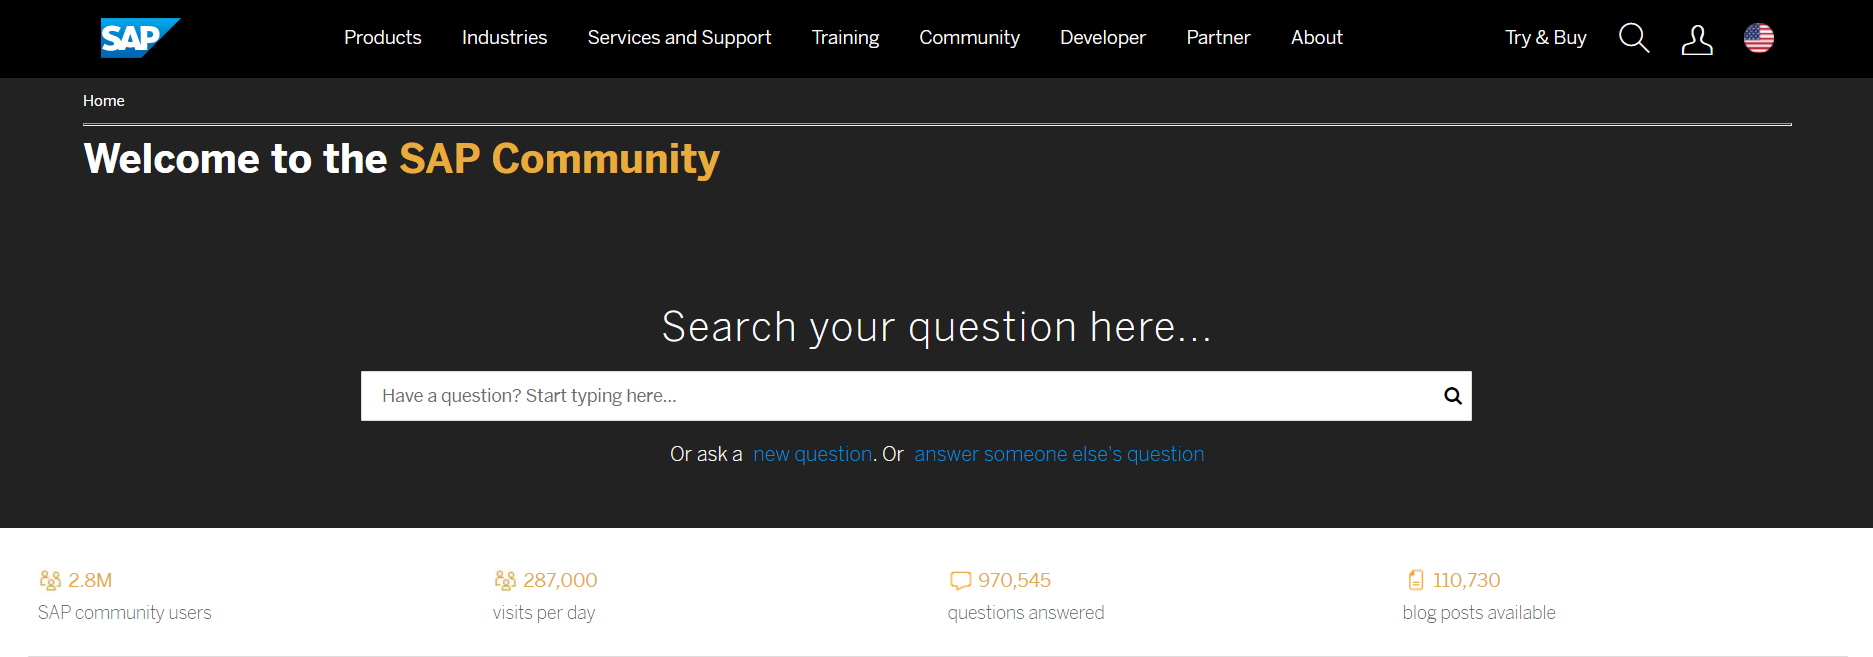 SAP Products Industries Services and Support Training Community Developer Partner About Try & Buy
Home
Welcome to the SAP Community
Search your question here...
Have a question? Start typing here...
Or ask a new question. Or answer someone else's question
2.8M 287,000 970,545 110,730
SAP community users visits per day questions answered blog posts available